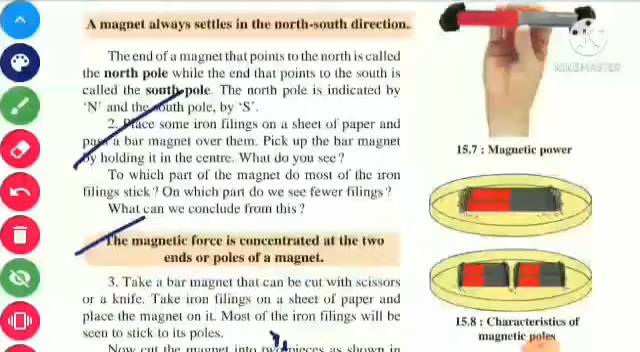 A magnet always settles in the north-south direction.
The end of a magnet that points to the north is called
the north pole while the end that points to the south is
called the south pole. The north pole is indicated by
‘N’ and the south pole, by ‘S’.
2. Place some iron filings on a sheet of paper and
pass a bar magnet over them. Pick up the bar magnet
by holding it in the centre. What do you see?
To which part of the magnet do most of the iron
filings stick? On which part do we see fewer filings?
What can we conclude from this?
The magnetic force is concentrated at the two
ends or poles of a magnet.
3. Take a bar magnet that can be cut with scissors
or a knife. Take iron filings on a sheet of paper and
place the magnet on it. Most of the iron filings will be
seen to stick to its poles.
Now cut the magnet into two pieces as shown in
KINEMASTER
15.7 : Magnetic power
15.8 : Characteristics of
magnetic poles